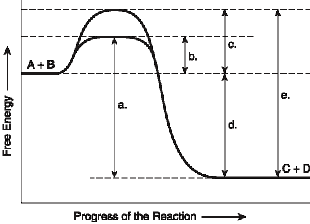 A + B
a.
b.
c.
d.
e.
C + D
Free Energy
Progress of the Reaction